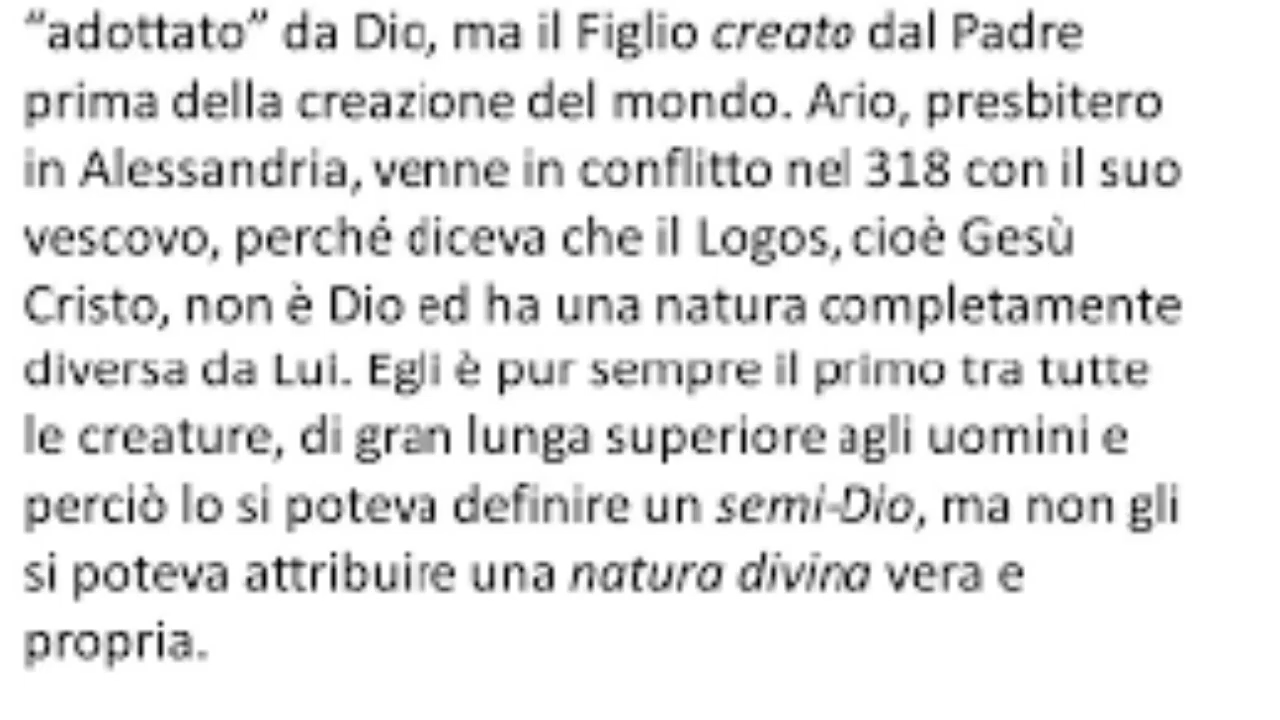 “adottato” da Dio, ma il Figlio creato dal Padre
prima della creazione del mondo. Ario, presbitero
in Alessandria, venne in conflitto nel 318 con il suo
vescovo, perché diceva che il Logos, cioè Gesù
Cristo, non è Dio ed ha una natura completamente
diversa da Lui. Egli è pur sempre il primo tra tutte
le creature, di gran lunga superiore agli uomini e
perciò lo si poteva definire un semi-Dio, ma non gli
si poteva attribuire una natura divina vera e
propria.